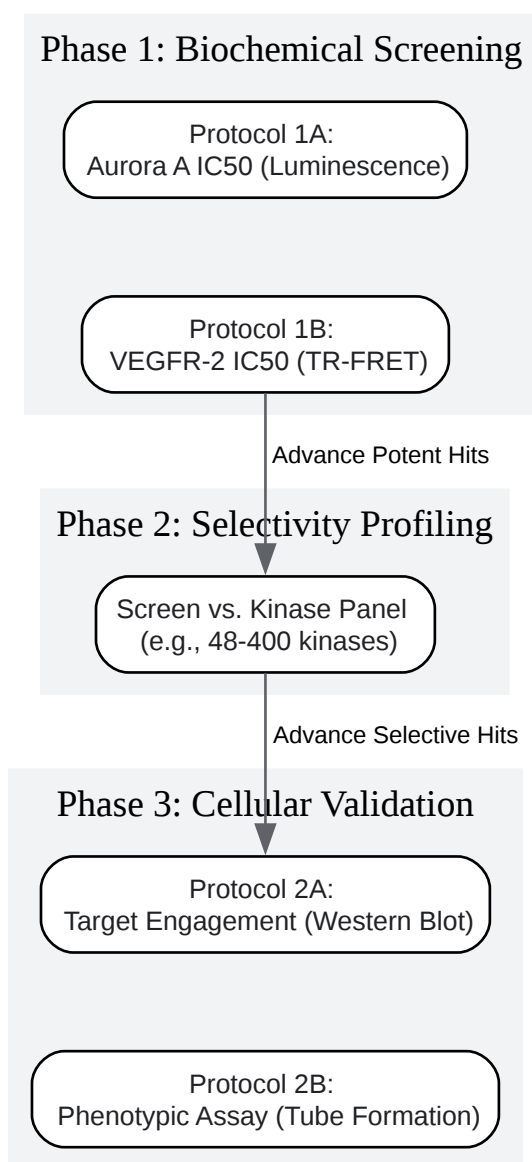 Phase 1: Biochemical Screening
Protocol 1A:
Aurora A IC50 (Luminescence)
Protocol 1B:
VEGFR-2 IC50 (TR-FRET)
Advance Potent Hits
Phase 2: Selectivity Profiling
Screen vs. Kinase Panel
(e.g., 48-400 kinases)
Advance Selective Hits
Phase 3: Cellular Validation
Protocol 2A:
Target Engagement (Western Blot)
Protocol 2B:
Phenotypic Assay (Tube Formation)